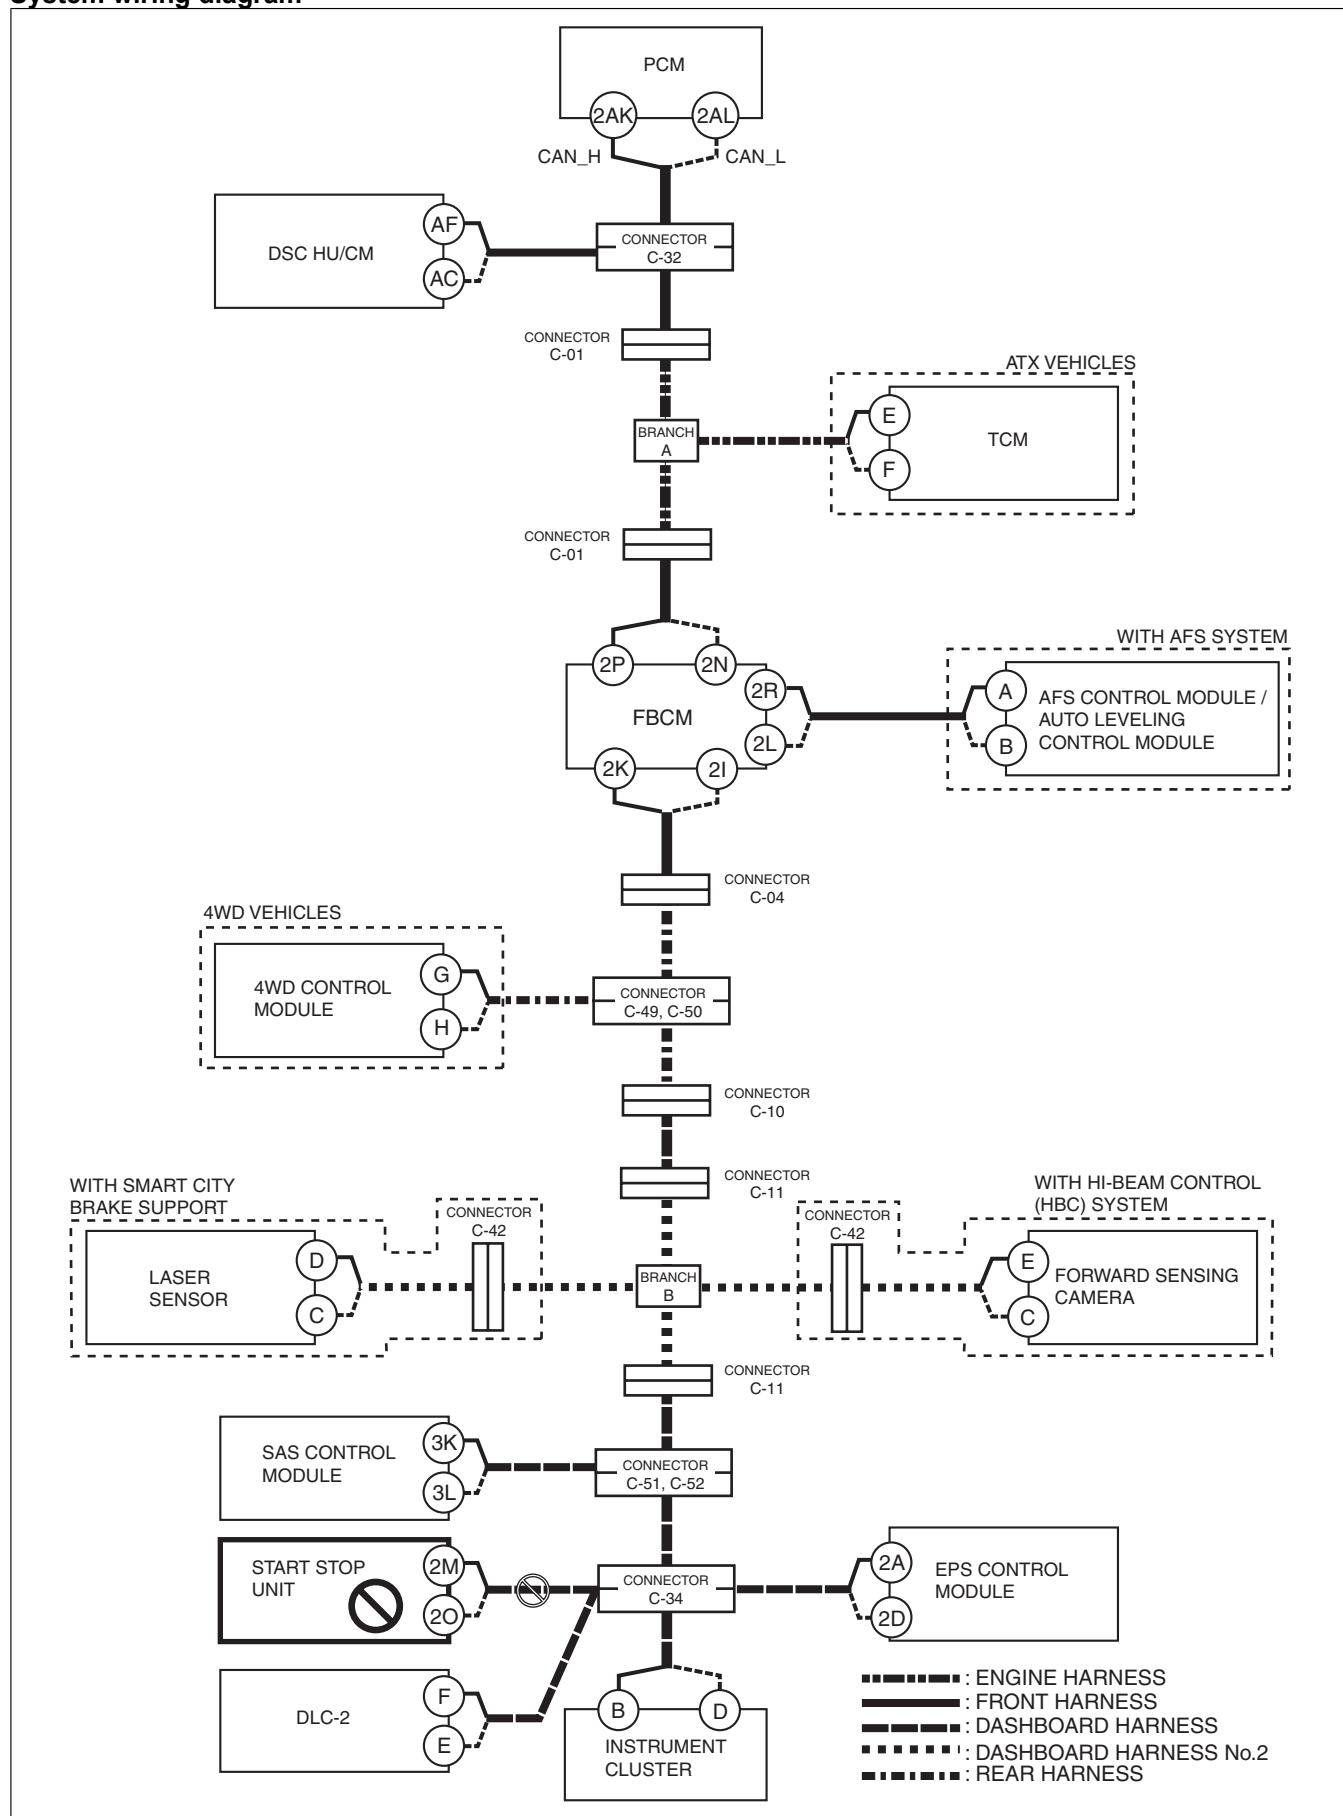 System wiring diagram
PCM
2AK
2AL
CAN_H
CAN_L
DSC HU/CM
AF
AC
CONNECTOR
C-32
CONNECTOR
C-01
ATX VEHICLES
BRANCH
A
E
F
TCM
CONNECTOR
C-01
WITH AFS SYSTEM
2P
2N
2R
2L
FBCM
2K
2I
A
B
AFS CONTROL MODULE /
AUTO LEVELING
CONTROL MODULE
CONNECTOR
C-04
4WD VEHICLES
4WD CONTROL
MODULE
G
H
CONNECTOR
C-49, C-50
CONNECTOR
C-10
CONNECTOR
C-11
WITH SMART CITY
BRAKE SUPPORT
CONNECTOR
C-42
LASER
SENSOR
D
C
BRANCH
B
WITH HI-BEAM CONTROL
(HBC) SYSTEM
CONNECTOR
C-42
E
C
FORWARD SENSING
CAMERA
CONNECTOR
C-11
SAS CONTROL
MODULE
3K
3L
CONNECTOR
C-51, C-52
START STOP
UNIT
2M
2O
CONNECTOR
C-34
2A
2D
EPS CONTROL
MODULE
DLC-2
F
E
B
D
INSTRUMENT
CLUSTER
: ENGINE HARNESS
: FRONT HARNESS
: DASHBOARD HARNESS
: DASHBOARD HARNESS No.2
: REAR HARNESS